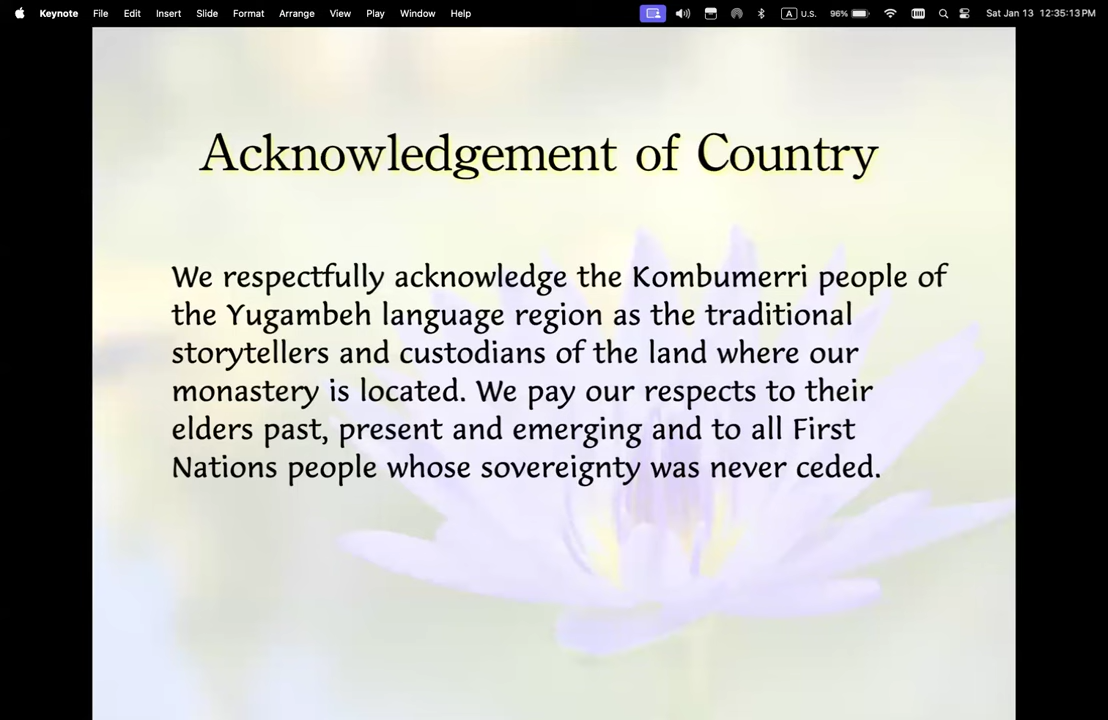 Keynote File Edit Insert Slide Format Arrange View Play Window Help A U.S. 96% Sat Jan 13 12:35:13 PM
Acknowledgement of Country
We respectfully acknowledge the Kombumerri people of
the Yugambeh language region as the traditional
storytellers and custodians of the land where our
monastery is located. We pay our respects to their
elders past, present and emerging and to all First
Nations people whose sovereignty was never ceded.